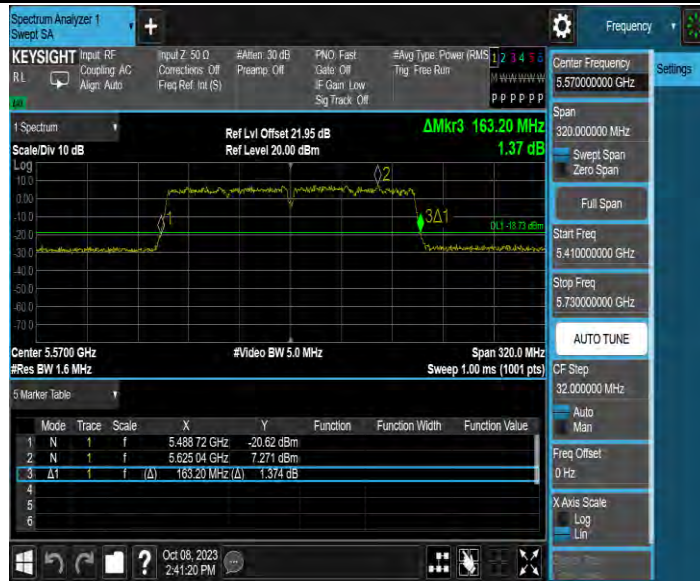 Spectrum Analyzer 1
Swept SA
+
Frequency
KEYSIGHT
RL
Input: RF
Coupling: AC
Align: Auto
Input Z: 50 Ω
Corrections: Off
Freq Ref: Int (S)
#Atten: 30 dB
Preamp: Off
PNO: Fast
Gate: Off
IF Gain: Low
Sig Track: Off
#Avg Type: Power (RMS
Trig: Free Run
1 2 3 4 5 6
M W W W W W
P P P P P P
1 Spectrum
Scale/Div 10 dB
Ref Lvl Offset 21.95 dB
Ref Level 20.00 dBm
ΔMkr3 163.20 MHz
1.37 dB
Log
10.0
0.00
-10.0
-20.0
-30.0
-40.0
-50.0
-60.0
-70.0
1
2
3Δ1
DL1 -18.73 dBm
Center 5.5700 GHz
#Res BW 1.6 MHz
#Video BW 5.0 MHz
Span 320.0 MHz
Sweep 1.00 ms (1001 pts)
5 Marker Table
Mode Trace Scale X Y Function Function Width Function Value
1 N 1 f 5.488 72 GHz -20.62 dBm
2 N 1 f 5.625 04 GHz 7.271 dBm
3 Δ1 1 f (Δ) 163.20 MHz (Δ) 1.374 dB
4
5
6
Oct 08, 2023
2:41:20 PM
Center Frequency
5.570000000 GHz
Settings
Span
320.000000 MHz
Swept Span
Zero Span
Full Span
Start Freq
5.410000000 GHz
Stop Freq
5.730000000 GHz
AUTO TUNE
CF Step
32.000000 MHz
Auto
Man
Freq Offset
0 Hz
X Axis Scale
Log
Lin